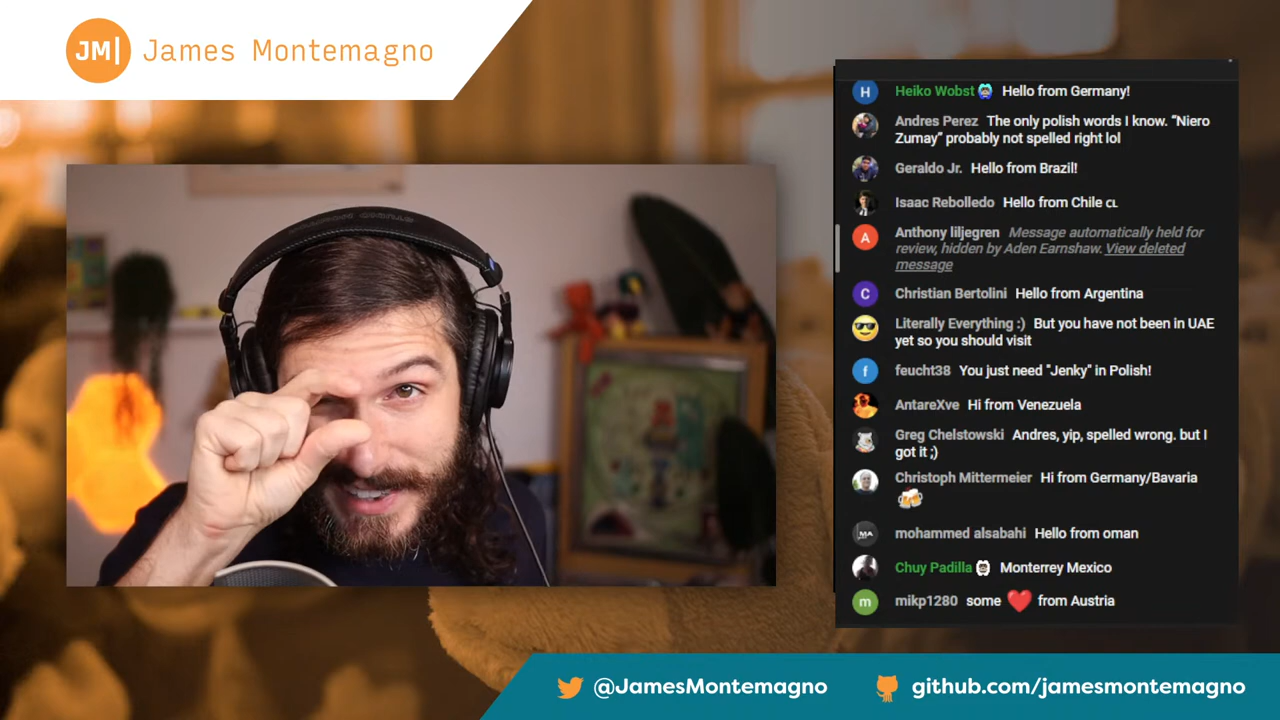 JM| James Montemagno
STUDIO MONITOR
H Heiko Wobst Hello from Germany!
Andres Perez The only polish words I know. “Niero
Zumay” probably not spelled right lol
Geraldo Jr. Hello from Brazil!
Isaac Rebolledo Hello from Chile CL
A Anthony liljegren Message automatically held for
review, hidden by Aden Earnshaw. View deleted
message
C Christian Bertolini Hello from Argentina
Literally Everything :) But you have not been in UAE
yet so you should visit
f feucht38 You just need "Jenky" in Polish!
AntareXve Hi from Venezuela
Greg Chelstowski Andres, yip, spelled wrong. but I
got it ;)
Christoph Mittermeier Hi from Germany/Bavaria
🍻
MA mohammed alsabahi Hello from oman
Chuy Padilla Monterrey Mexico
m mikp1280 some ❤️ from Austria
@JamesMontemagno
github.com/jamesmontemagno